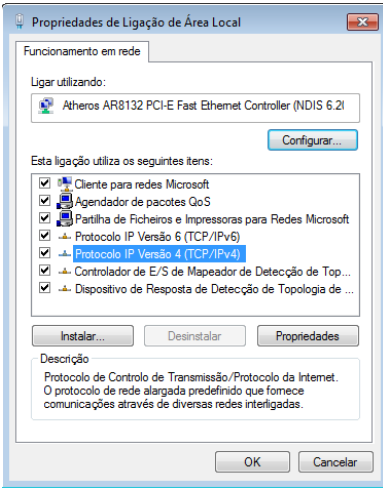 Propriedades de Ligação de Área Local
Funcionamento em rede
Ligar utilizando:
Atheros AR8132 PCI-E Fast Ethernet Controller (NDIS 6.20
Configurar...
Esta ligação utiliza os seguintes itens:
Cliente para redes Microsoft
Agendador de pacotes QoS
Partilha de Ficheiros e Impressoras para Redes Microsoft
Protocolo IP Versão 6 (TCP/IPv6)
Protocolo IP Versão 4 (TCP/IPv4)
Controlador de E/S de Mapeador de Detecção de Top...
Dispositivo de Resposta de Detecção de Topologia de ...
Instalar...
Desinstalar
Propriedades
Descrição
Protocolo de Controlo de Transmissão/Protocolo da Internet.
O protocolo de rede alargada predefinido que fornece
comunicações através de diversas redes interligadas.
OK
Cancelar